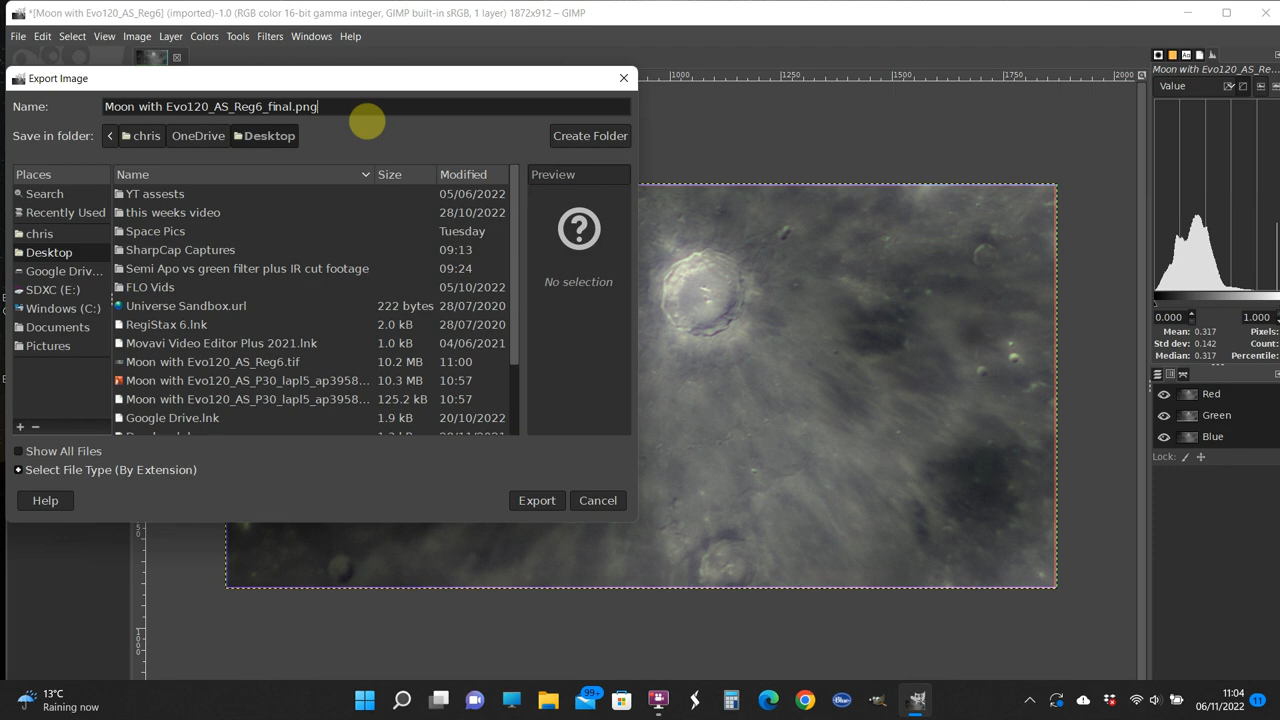 *[Moon with Evo120_AS_Reg6] (imported)-1.0 (RGB color 16-bit gamma integer, GIMP built-in sRGB, 1 layer) 1872x912 – GIMP
File Edit Select View Image Layer Colors Tools Filters Windows Help
Export Image
Name: Moon with Evo120_AS_Reg6_final.png
Save in folder: chris OneDrive Desktop Create Folder
Places Name Size Modified Preview
Search YT assests 05/06/2022
Recently Used this weeks video 28/10/2022
Space Pics Tuesday
chris SharpCap Captures 09:13
Desktop Semi Apo vs green filter plus IR cut footage 09:24
Google Driv... FLO Vids 05/10/2022
No selection
SDXC (E:) Universe Sandbox.url 222 bytes 28/07/2020
Windows (C:) RegiStax 6.lnk 2.0 kB 28/07/2020
Documents Movavi Video Editor Plus 2021.lnk 1.0 kB 04/06/2021
Pictures Moon with Evo120_AS_Reg6.tif 10.2 MB 11:00
Moon with Evo120_AS_P30_lapl5_ap3958... 10.3 MB 10:57
Moon with Evo120_AS_P30_lapl5_ap3958... 125.2 kB 10:57
Google Drive.lnk 1.9 kB 20/10/2022
Show All Files
Select File Type (By Extension)
Help Export Cancel
1000 1250 1500 1750 2000
Moon with Evo120_AS_Re...
Value
0.000 1.000
Mean: 0.317 Pixels:
Std dev: 0.142 Count:
Median: 0.317 Percentile:
Red
Green
Blue
Lock:
13°C
Raining now
99+
Blue
11:04
06/11/2022
11